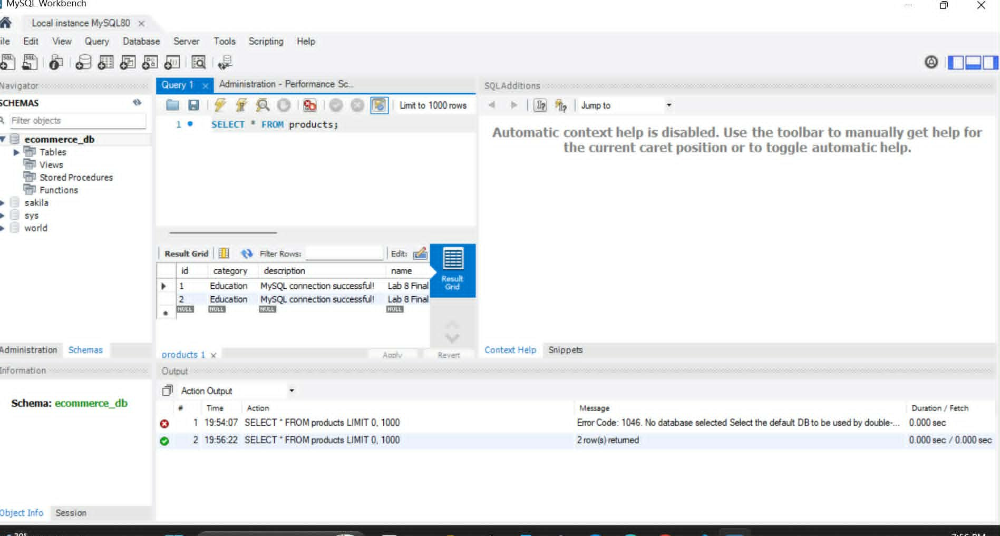 MySQL Workbench
Local instance MySQL80
ile Edit View Query Database Server Tools Scripting Help
Navigator
SCHEMAS
Filter objects
ecommerce_db
Tables
Views
Stored Procedures
Functions
sakila
sys
world
Administration Schemas
Information
Schema: ecommerce_db
Object Info Session
Query 1 Administration - Performance Sc...
Limit to 1000 rows
1 SELECT * FROM products;
Result Grid Filter Rows: Edit:
id category description name
1 Education MySQL connection successful! Lab 8 Final
2 Education MySQL connection successful! Lab 8 Final
NULL NULL NULL NULL
Result
Grid
products 1 Apply Revert
SQLAdditions
Jump to
Automatic context help is disabled. Use the toolbar to manually get help for
the current caret position or to toggle automatic help.
Context Help Snippets
Output
Action Output
# Time Action Message Duration / Fetch
1 19:54:07 SELECT * FROM products LIMIT 0, 1000 Error Code: 1046. No database selected Select the default DB to be used by double-... 0.000 sec
2 19:56:22 SELECT * FROM products LIMIT 0, 1000 2 row(s) returned 0.000 sec / 0.000 sec